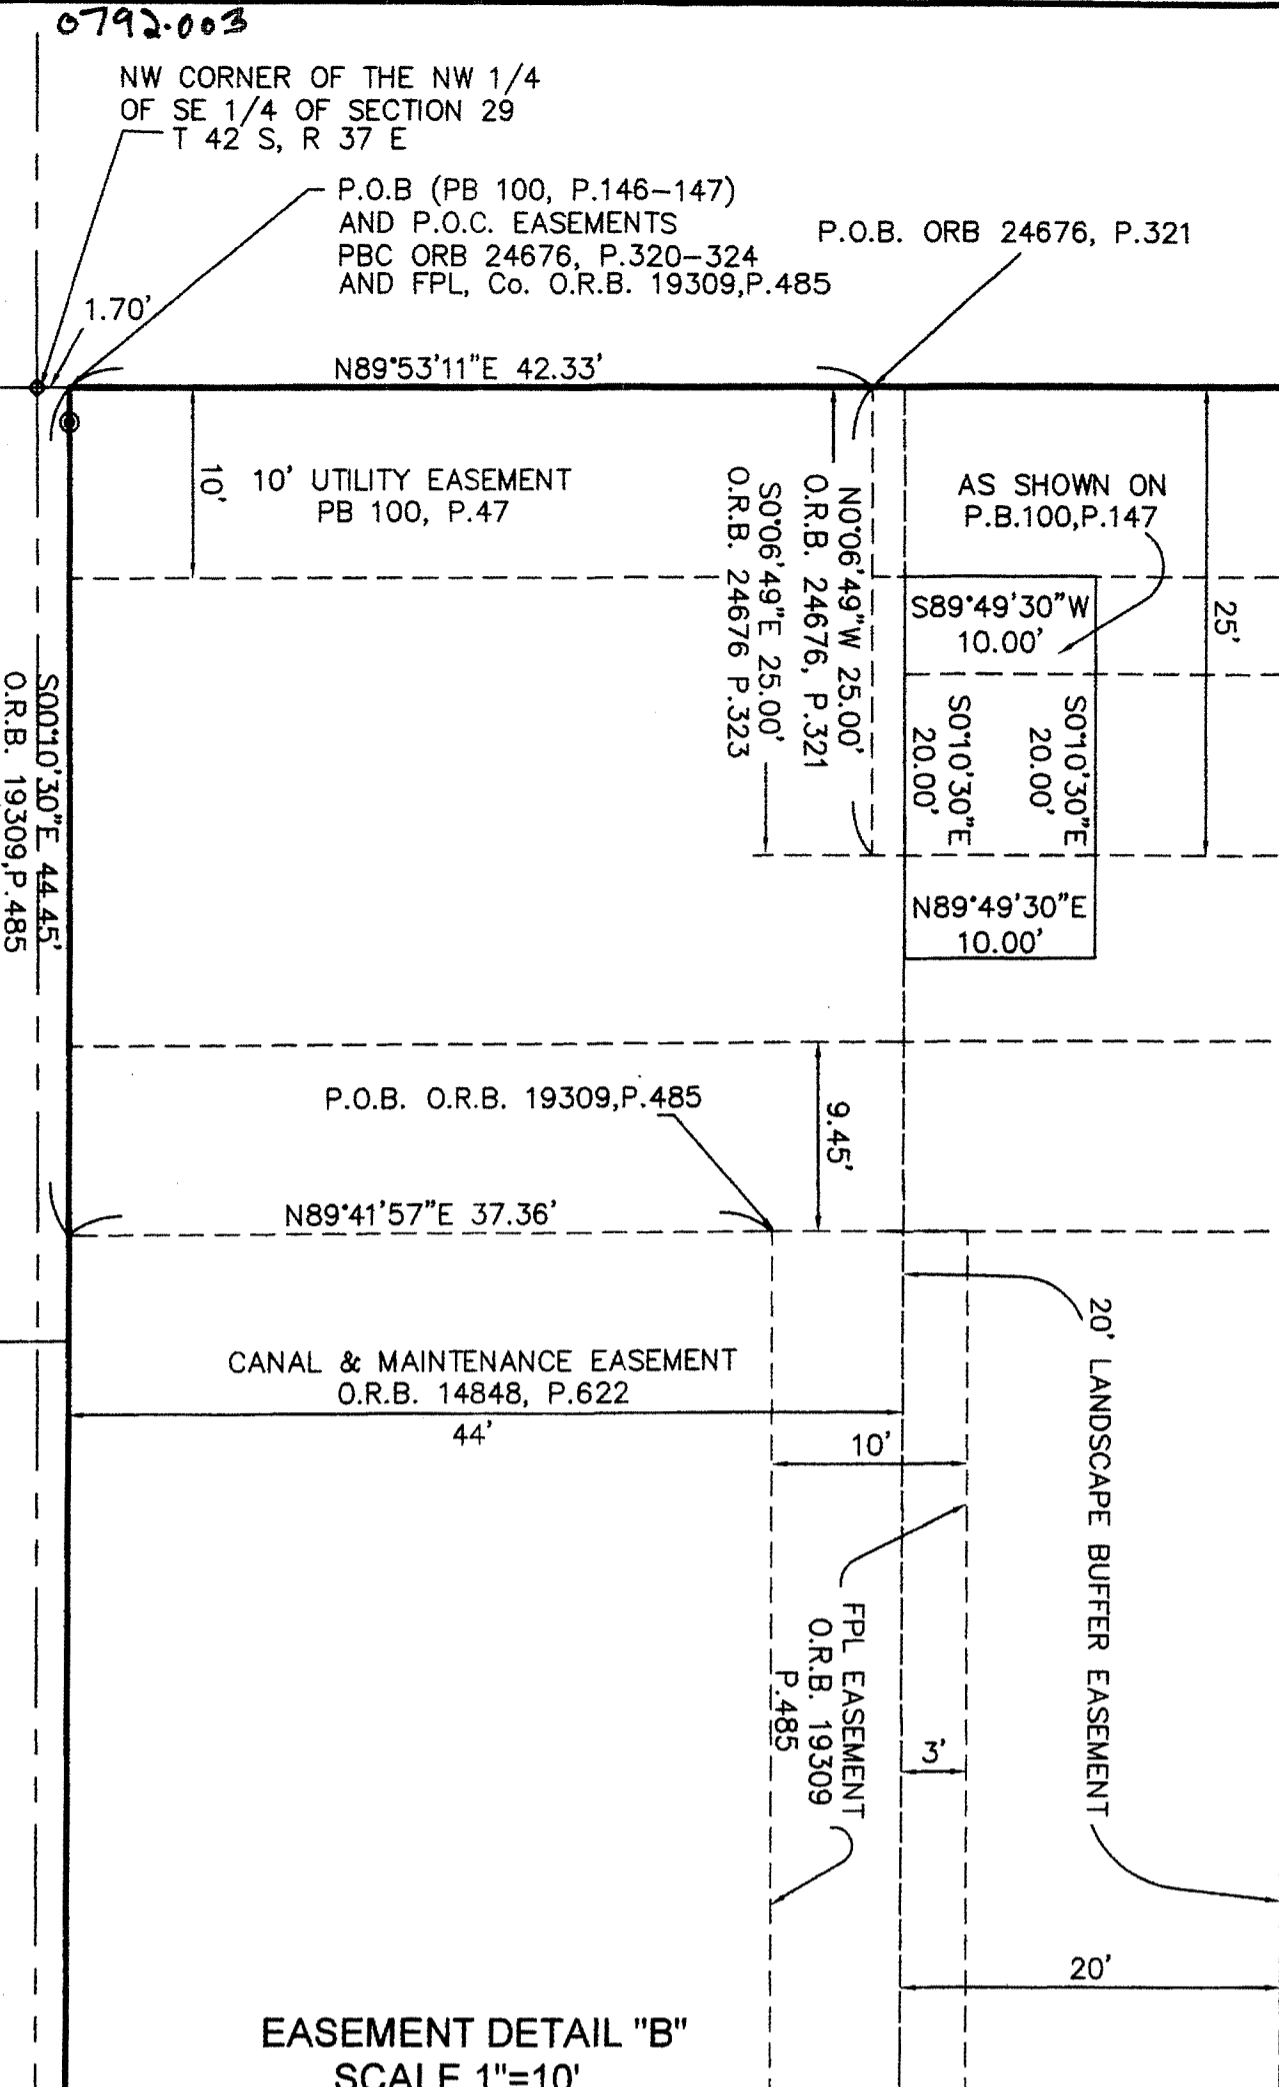 0792.003
NW CORNER OF THE NW 1/4
OF SE 1/4 OF SECTION 29
T 42 S, R 37 E
P.O.B (PB 100, P.146–147)
AND P.O.C. EASEMENTS
PBC ORB 24676, P.320–324
AND FPL, Co. O.R.B. 19309,P.485
P.O.B. ORB 24676, P.321
1.70'
N89°53'11"E 42.33'
10'
10' UTILITY EASEMENT
PB 100, P.47
N0°06'49"W 25.00'
O.R.B. 24676, P.321
S0°06'49"E 25.00'
O.R.B. 24676 P.323
AS SHOWN ON
P.B.100,P.147
25'
S89°49'30"W
10.00'
S0°10'30"E
20.00'
S0°10'30"E
20.00'
N89°49'30"E
10.00'
S00°10'30"E 44.45'
O.R.B. 19309,P.485
P.O.B. O.R.B. 19309,P.485
9.45'
N89°41'57"E 37.36'
CANAL & MAINTENANCE EASEMENT
O.R.B. 14848, P.622
44'
10'
20' LANDSCAPE BUFFER EASEMENT
FPL EASEMENT
O.R.B. 19309
P.485
3'
20'
EASEMENT DETAIL "B"
SCALE 1"=10'